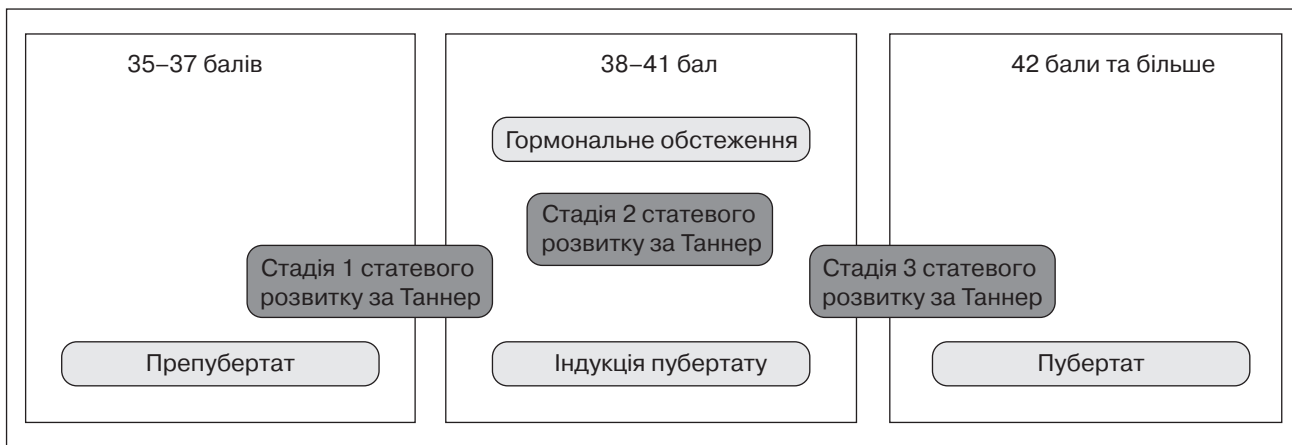 35–37 балів
38–41 бал
42 бали та більше
Гормональне обстеження
Стадія 2 статевого
розвитку за Таннер
Стадія 1 статевого
розвитку за Таннер
Стадія 3 статевого
розвитку за Таннер
Препубертат
Індукція пубертату
Пубертат